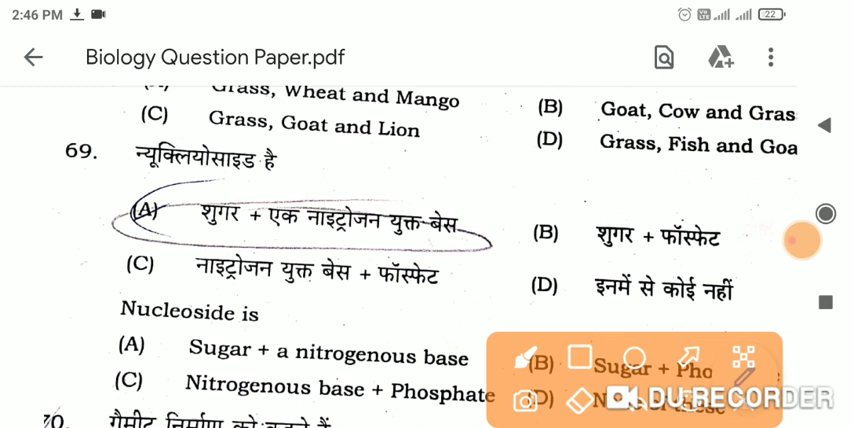 2:46 PM 22
Biology Question Paper.pdf
Grass, Wheat and Mango
(B) Goat, Cow and Gras
(C) Grass, Goat and Lion
(D) Grass, Fish and Goa
69. न्यूक्लियोसाइड है
(A) शुगर + एक नाइट्रोजन युक्त बेस
(B) शुगर + फॉस्फेट
(C) नाइट्रोजन युक्त बेस + फॉस्फेट
(D) इनमें से कोई नहीं
Nucleoside is
(A) Sugar + a nitrogenous base
(B) Sugar + Pho
(C) Nitrogenous base + Phosphate
(D)
DU RECORDER
70. गैमीट निर्माण को कहते हैं